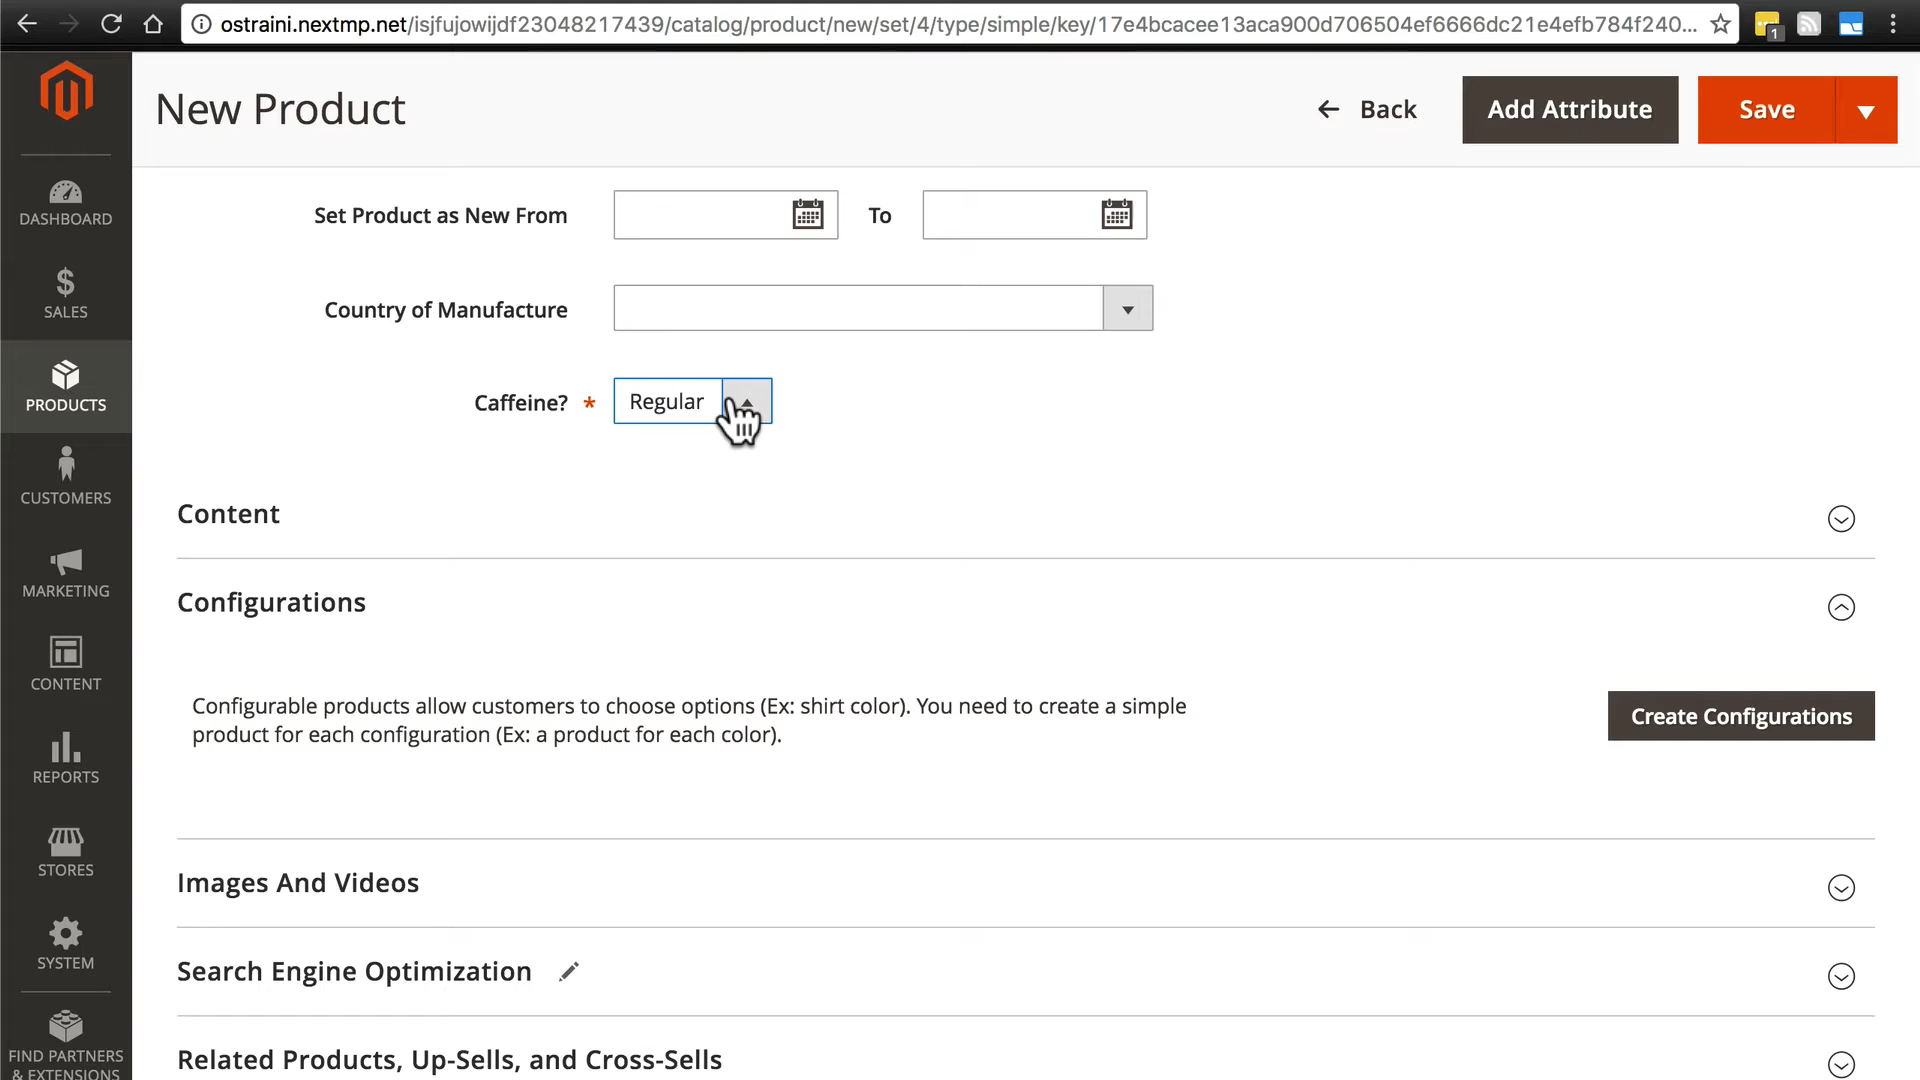 ostraini.nextmp.net/isjfujowijdf23048217439/catalog/product/new/set/4/type/simple/key/17e4bcacee13aca900d706504ef6666dc21e4efb784f240...
1
New Product
Back
Add Attribute
Save
DASHBOARD
SALES
PRODUCTS
CUSTOMERS
MARKETING
CONTENT
REPORTS
STORES
SYSTEM
FIND PARTNERS
& EXTENSIONS
Set Product as New From
To
Country of Manufacture
Caffeine? *
Regular
Content
Configurations
Configurable products allow customers to choose options (Ex: shirt color). You need to create a simple
product for each configuration (Ex: a product for each color).
Create Configurations
Images And Videos
Search Engine Optimization
Related Products, Up-Sells, and Cross-Sells